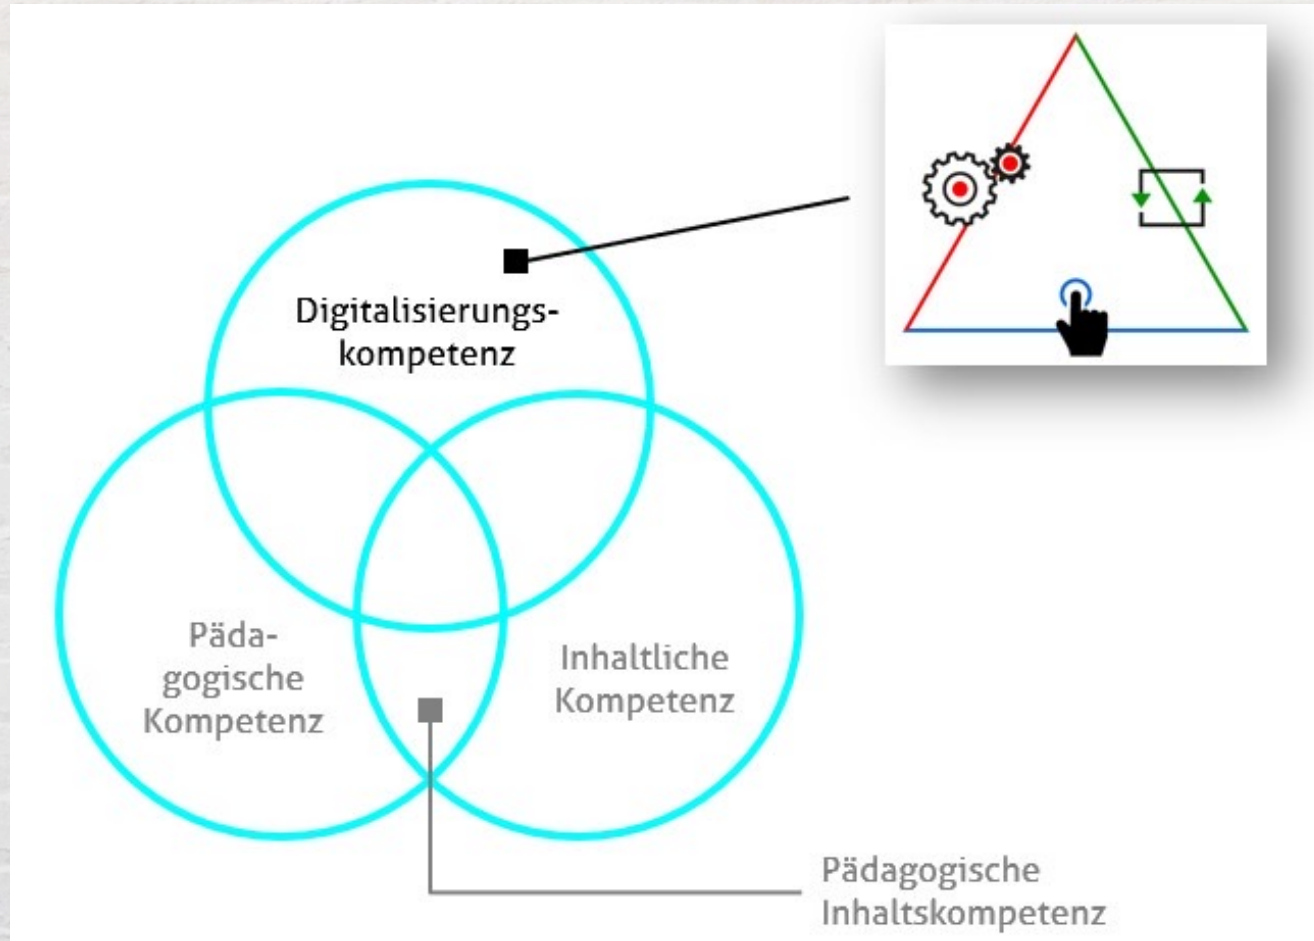 Digitalisierungs-
kompetenz
Päda-
gogische
Kompetenz
Inhaltliche
Kompetenz
Pädagogische
Inhaltskompetenz